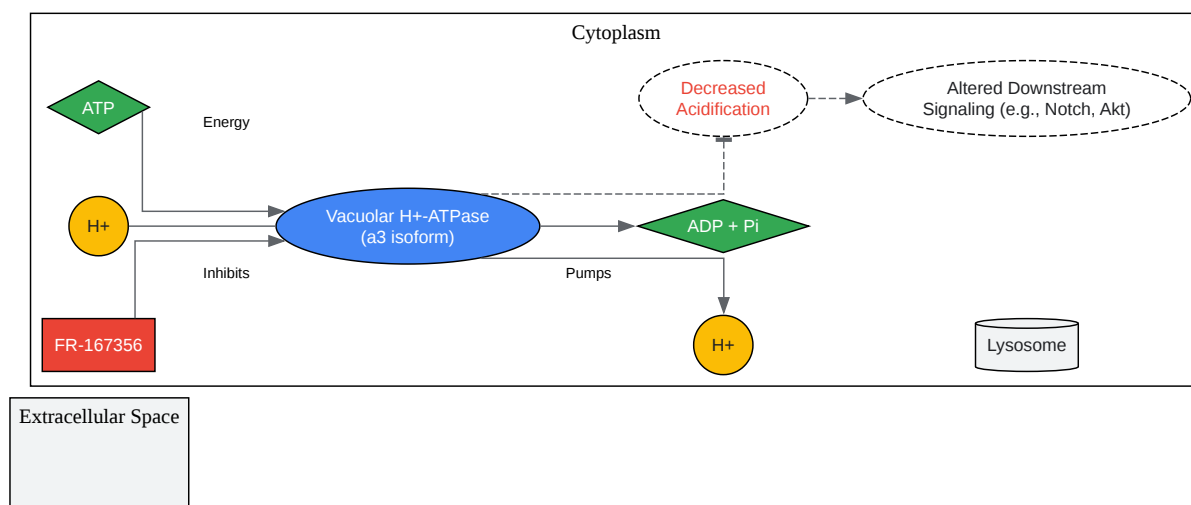 Cytoplasm
ATP
Energy
Decreased
Acidification
Altered Downstream
Signaling (e.g., Notch, Akt)
H+
Vacuolar H+-ATPase
(a3 isoform)
ADP + Pi
Inhibits
Pumps
FR-167356
H+
Lysosome
Extracellular Space